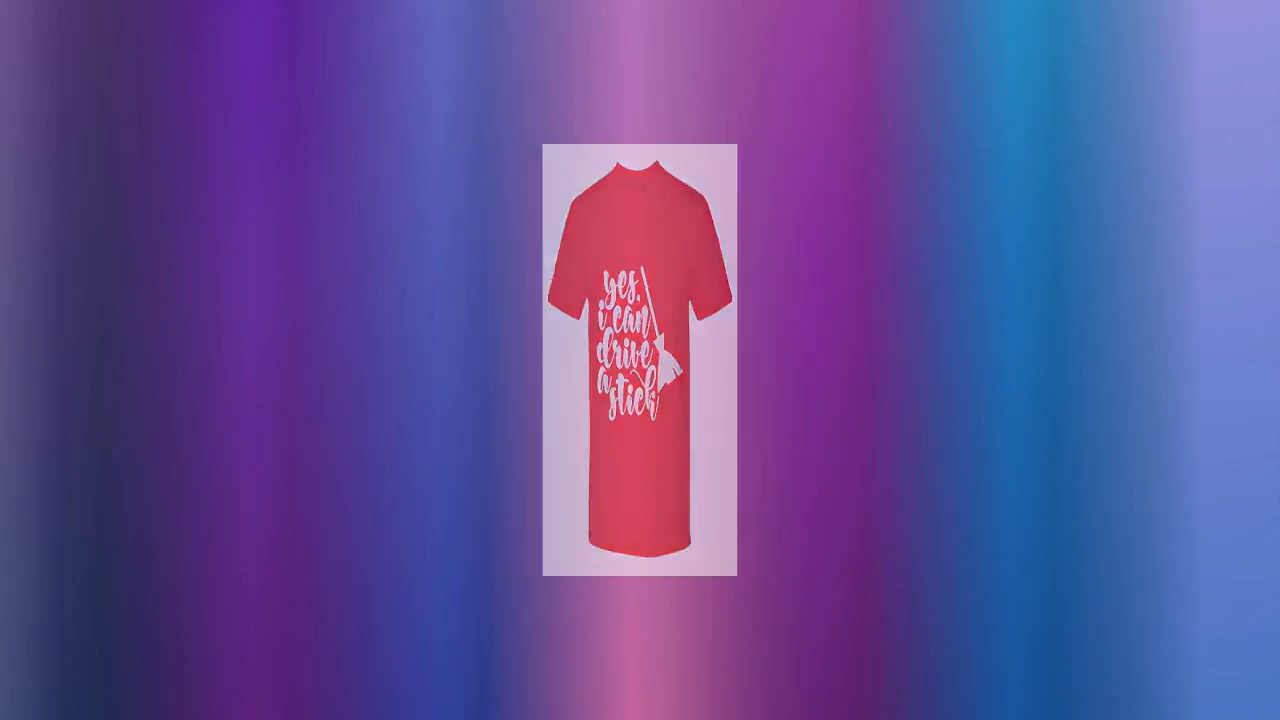 yes,
i can
drive
a
stick